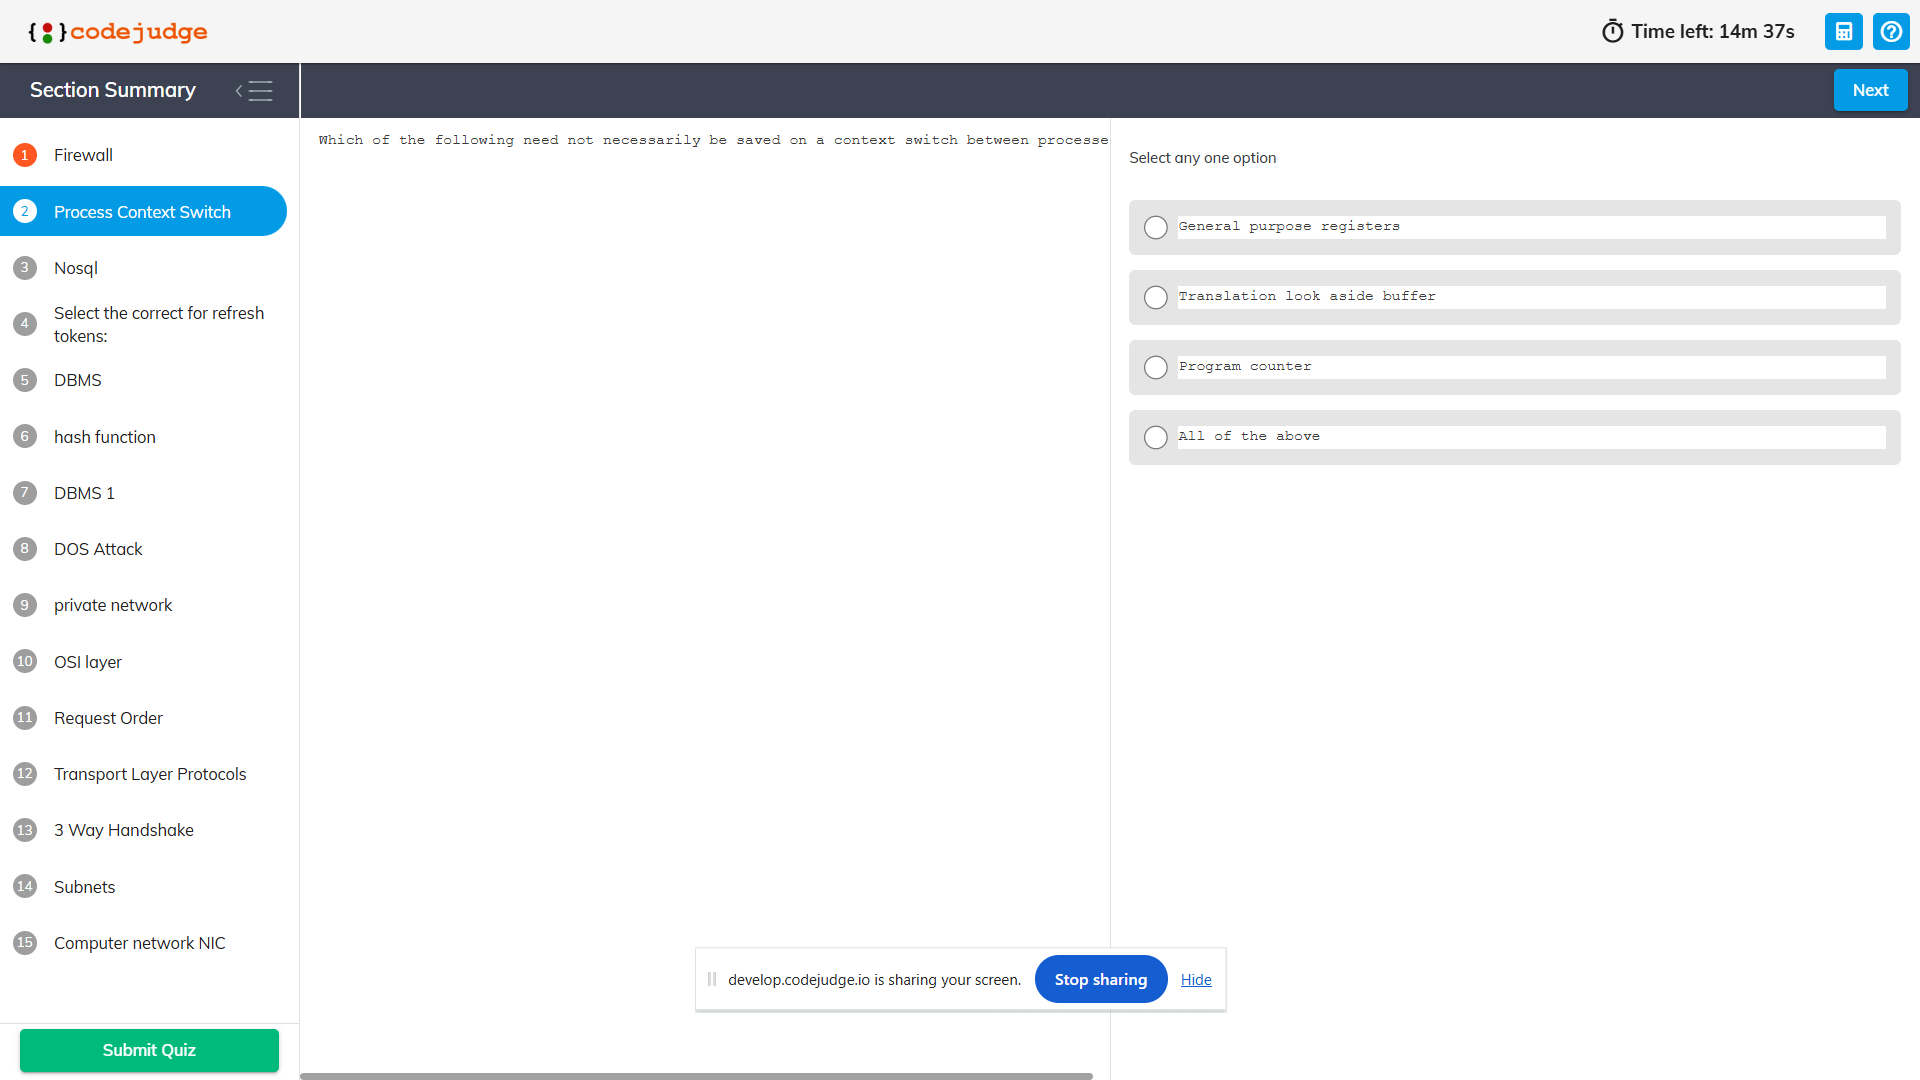 { }codejudge
Time left: 14m 37s
Section Summary
Next
1 Firewall
2 Process Context Switch
3 Nosql
4 Select the correct for refresh
tokens:
5 DBMS
6 hash function
7 DBMS 1
8 DOS Attack
9 private network
10 OSI layer
11 Request Order
12 Transport Layer Protocols
13 3 Way Handshake
14 Subnets
15 Computer network NIC
Submit Quiz
Which of the following need not necessarily be saved on a context switch between processe
Select any one option
General purpose registers
Translation look aside buffer
Program counter
All of the above
develop.codejudge.io is sharing your screen.
Stop sharing
Hide